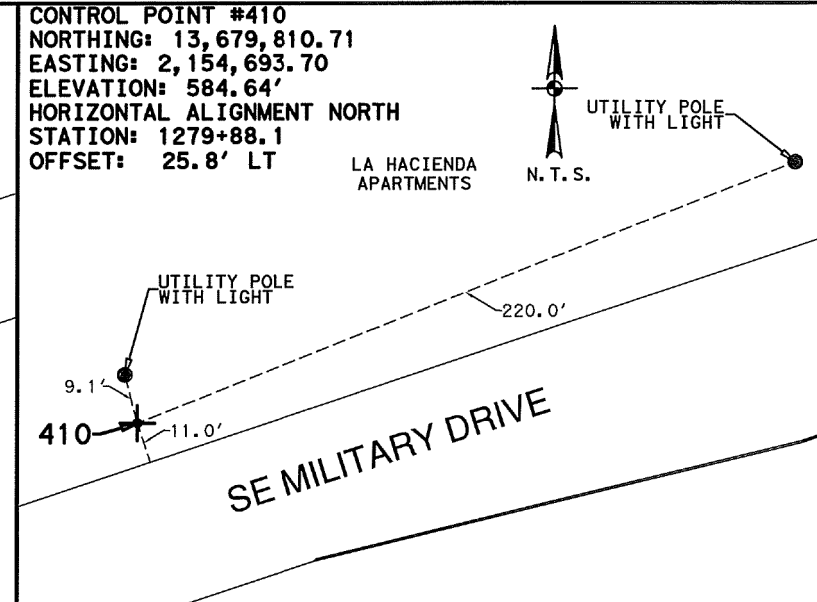 CONTROL POINT #410
NORTHING: 13,679,810.71
EASTING: 2,154,693.70
ELEVATION: 584.64'
HORIZONTAL ALIGNMENT NORTH
STATION: 1279+88.1
OFFSET: 25.8' LT
LA HACIENDA
APARTMENTS
N.T.S.
UTILITY POLE
WITH LIGHT
UTILITY POLE
WITH LIGHT
220.0'
9.1'
410
11.0'
SE MILITARY DRIVE